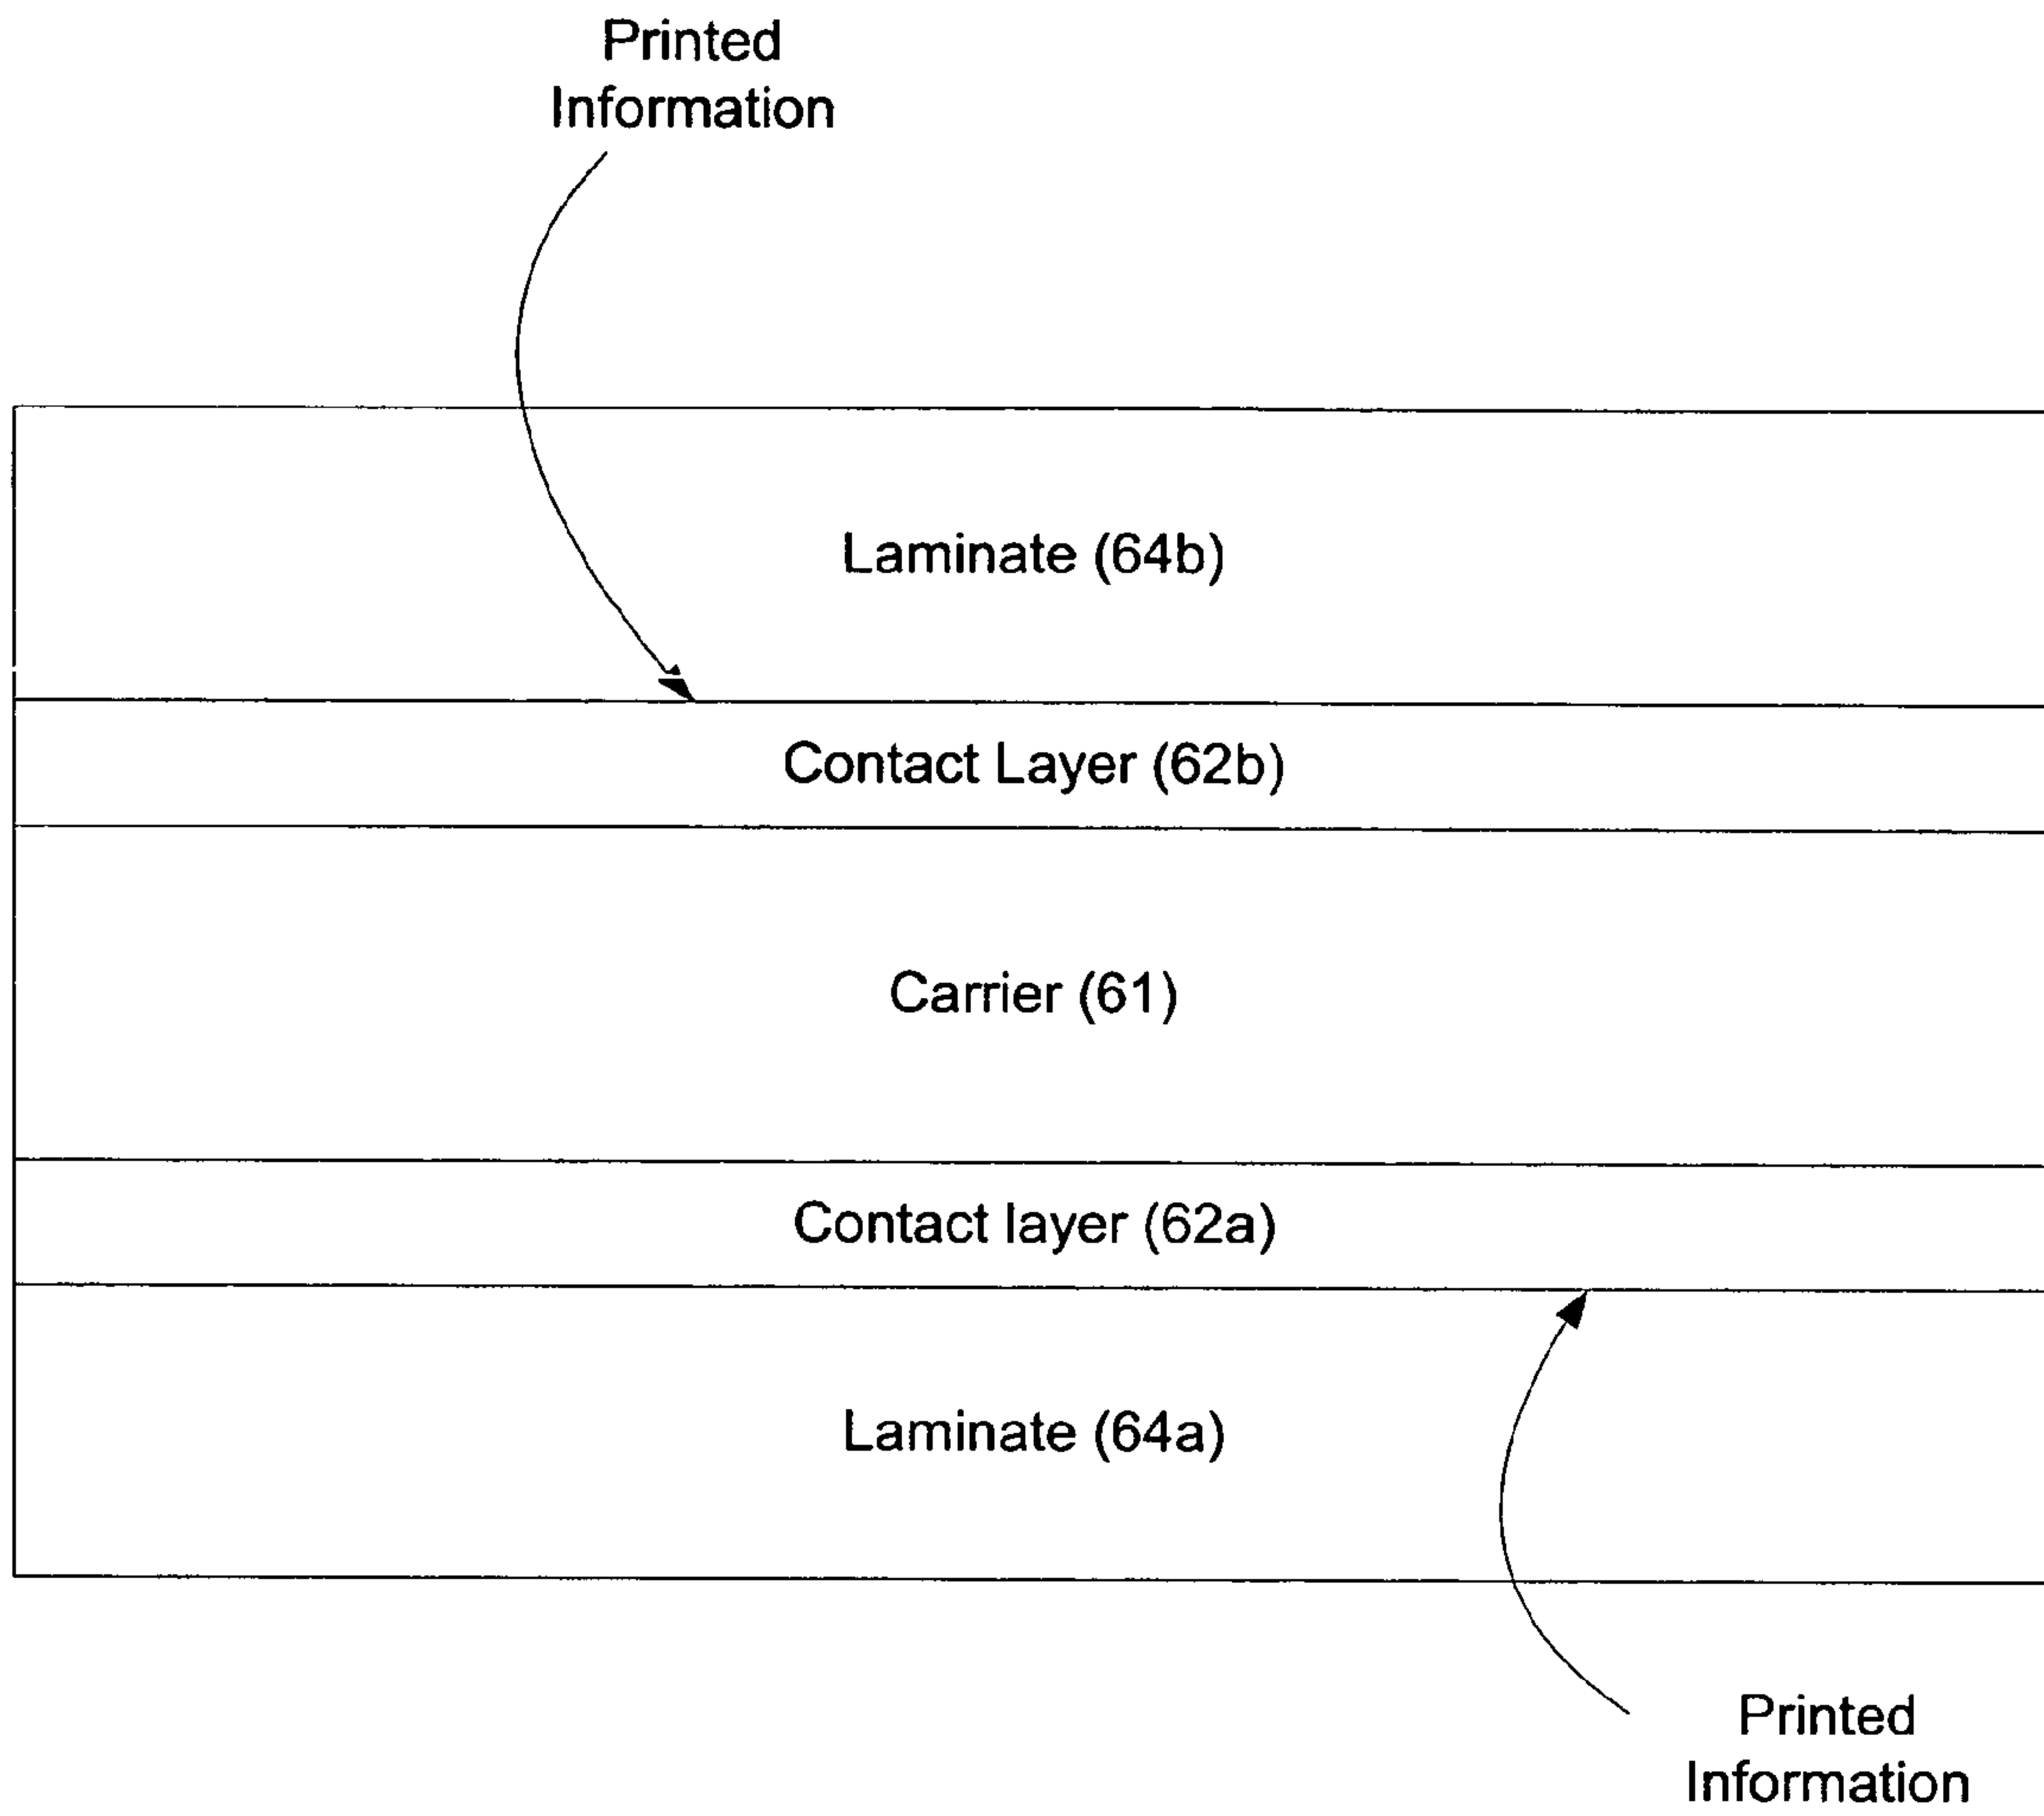 Printed
Information
Laminate (64b)
Contact Layer (62b)
Carrier (61)
Contact layer (62a)
Laminate (64a)
Printed
Information